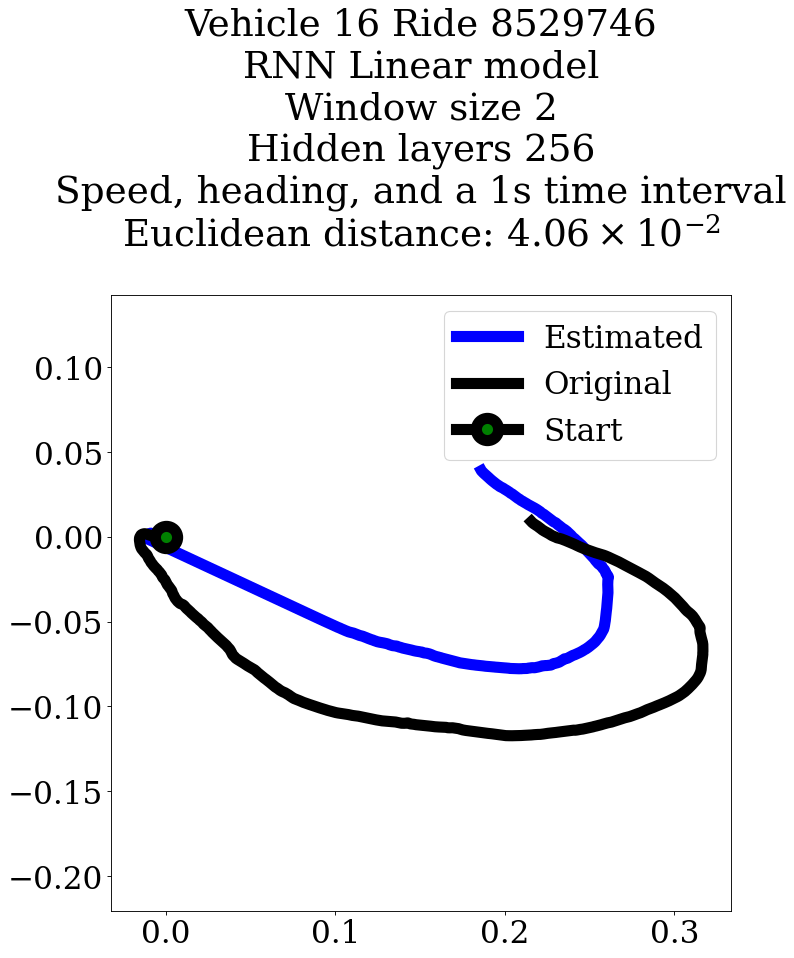 Vehicle 16 Ride 8529746
RNN Linear model
Window size 2
Hidden layers 256
Speed, heading, and a 1s time interval
Euclidean distance: 4.06 × 10⁻²
Estimated
Original
Start
0.10
0.05
0.00
−0.05
−0.10
−0.15
−0.20
0.0 0.1 0.2 0.3